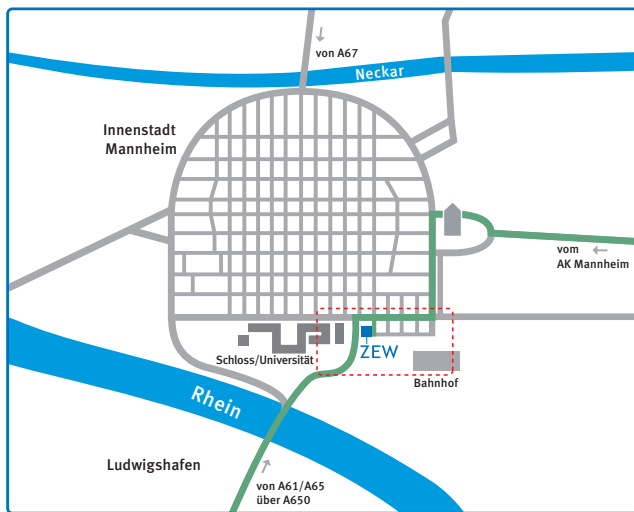 von A67
Neckar
Innenstadt
Mannheim
vom
AK Mannheim
ZEW
Schloss/Universität
Bahnhof
Rhein
Ludwigshafen
von A61/A65
über A650